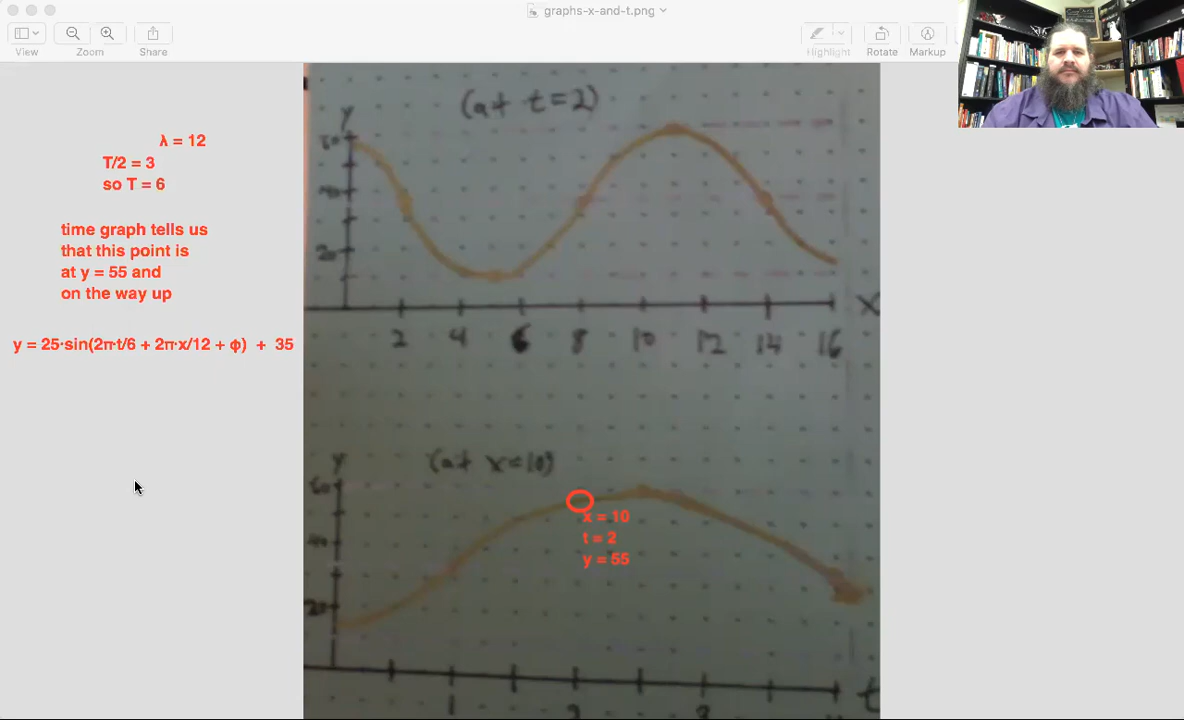 graphs-x-and-t.png
View
Zoom
Share
Highlight
Rotate
Markup
λ = 12
T/2 = 3
so T = 6
time graph tells us
that this point is
at y = 55 and
on the way up
y = 25·sin(2π·t/6 + 2π·x/12 + ϕ) + 35
(at t=2)
y
60
40
20
x
2 4 6 8 10 12 14 16
(at x=10)
y
60
40
20
x = 10
t = 2
y = 55
t
1 2 3